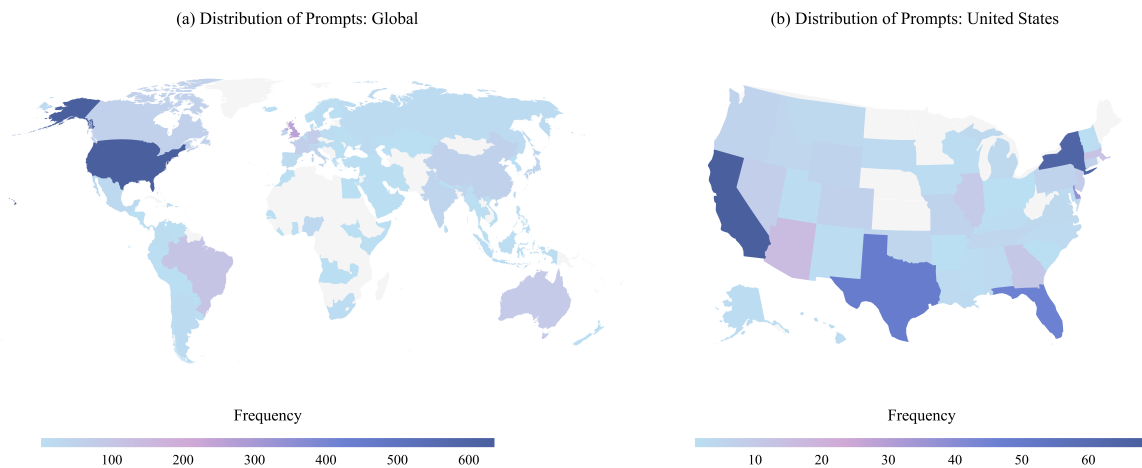 (a) Distribution of Prompts: Global
(b) Distribution of Prompts: United States
Frequency
100 200 300 400 500 600
Frequency
10 20 30 40 50 60